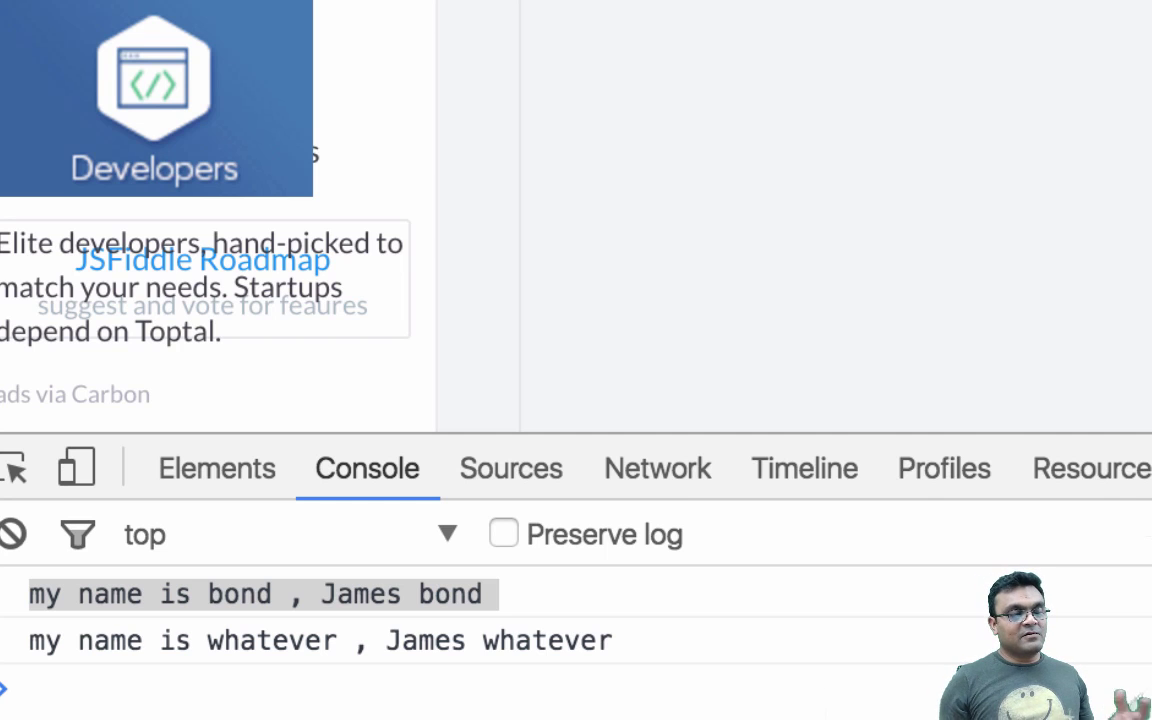 Developers
s
Elite developers, hand-picked to
JSFiddle Roadmap
match your needs. Startups
suggest and vote for feaures
depend on Toptal.
ads via Carbon
Elements Console Sources Network Timeline Profiles Resource
top Preserve log
my name is bond , James bond
my name is whatever , James whatever